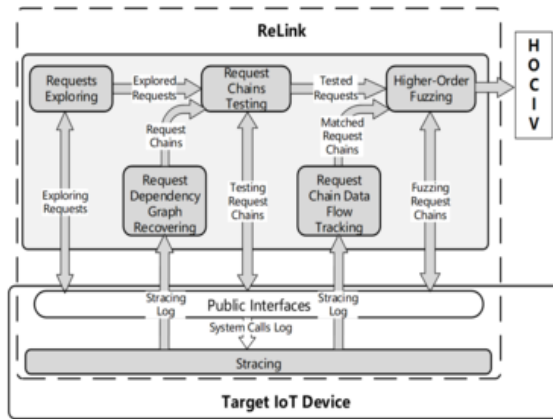 ReLink
Requests
Exploring
Explored
Requests
Request
Chains
Testing
Tested
Requests
Higher-Order
Fuzzing
HOCIV
Request
Chains
Matched
Request
Chains
Exploring
Requests
Request
Dependency
Graph
Recovering
Testing
Request
Chains
Request
Chain Data
Flow
Tracking
Fuzzing
Request
Chains
Stracing
Log
Public Interfaces
Stracing
Log
System Calls Log
Stracing
Target IoT Device